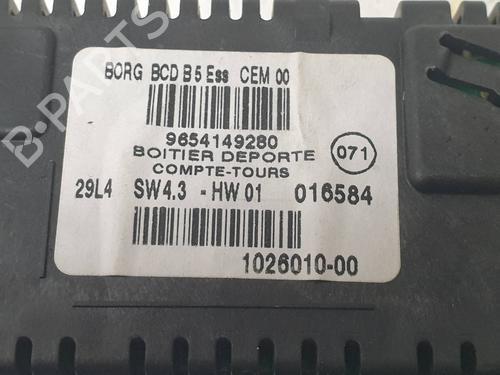 BORG BCD B5 Ess CEM 00
9654149280
BOITIER DEPORTE
COMPTE-TOURS
071
29L4 SW4.3 - HW 01 016584
1026010-00
B-PARTS